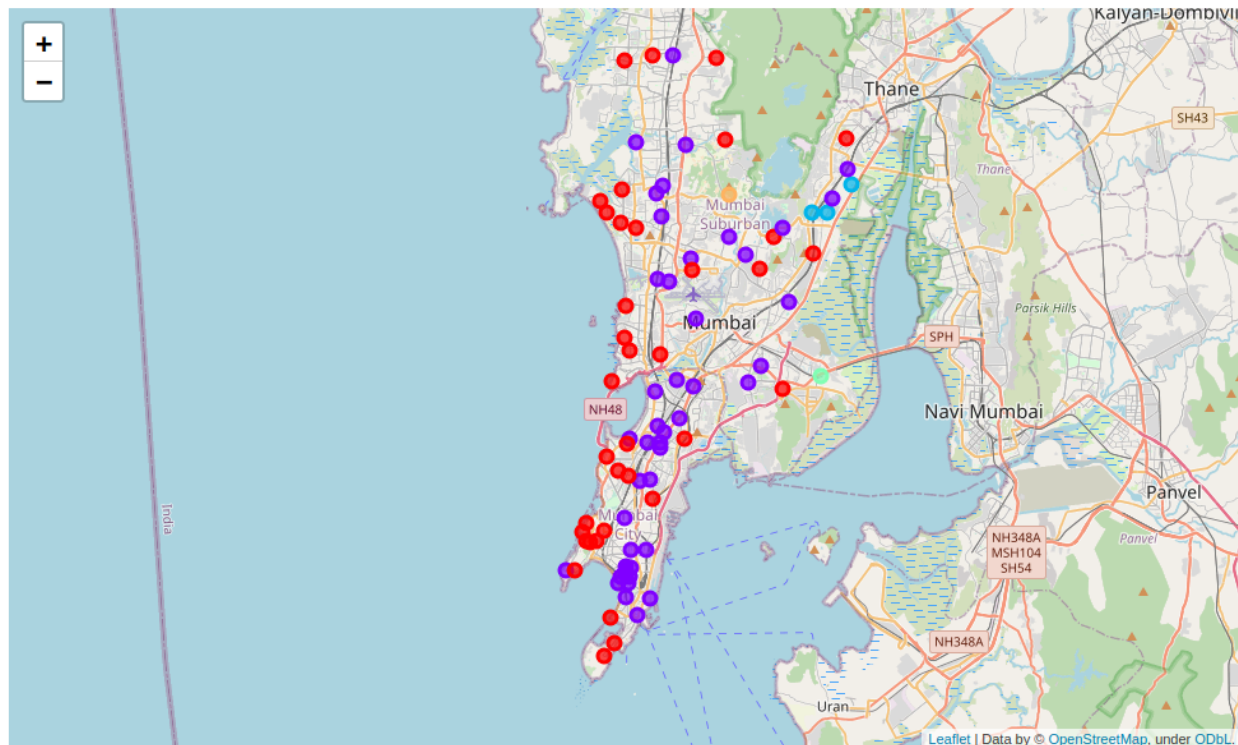 +
−
Kalyan-Dombivli
Thane
SH43
Thane
Mumbai
Suburban
Parsik Hills
Mumbai
SPH
NH48
Navi Mumbai
Panvel
India
Mumbai
City
Panvel
NH348A
MSH104
SH54
NH348A
Uran
Leaflet | Data by © OpenStreetMap, under ODbL.